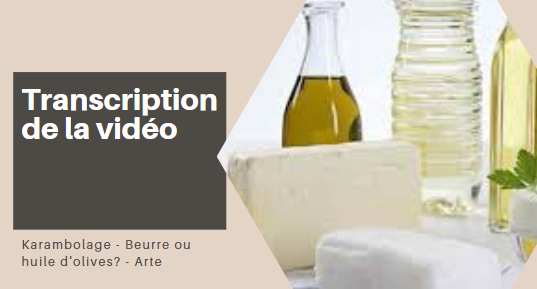 Transcription
de la vidéo
Karambolage - Beurre ou
huile d'olives? - Arte